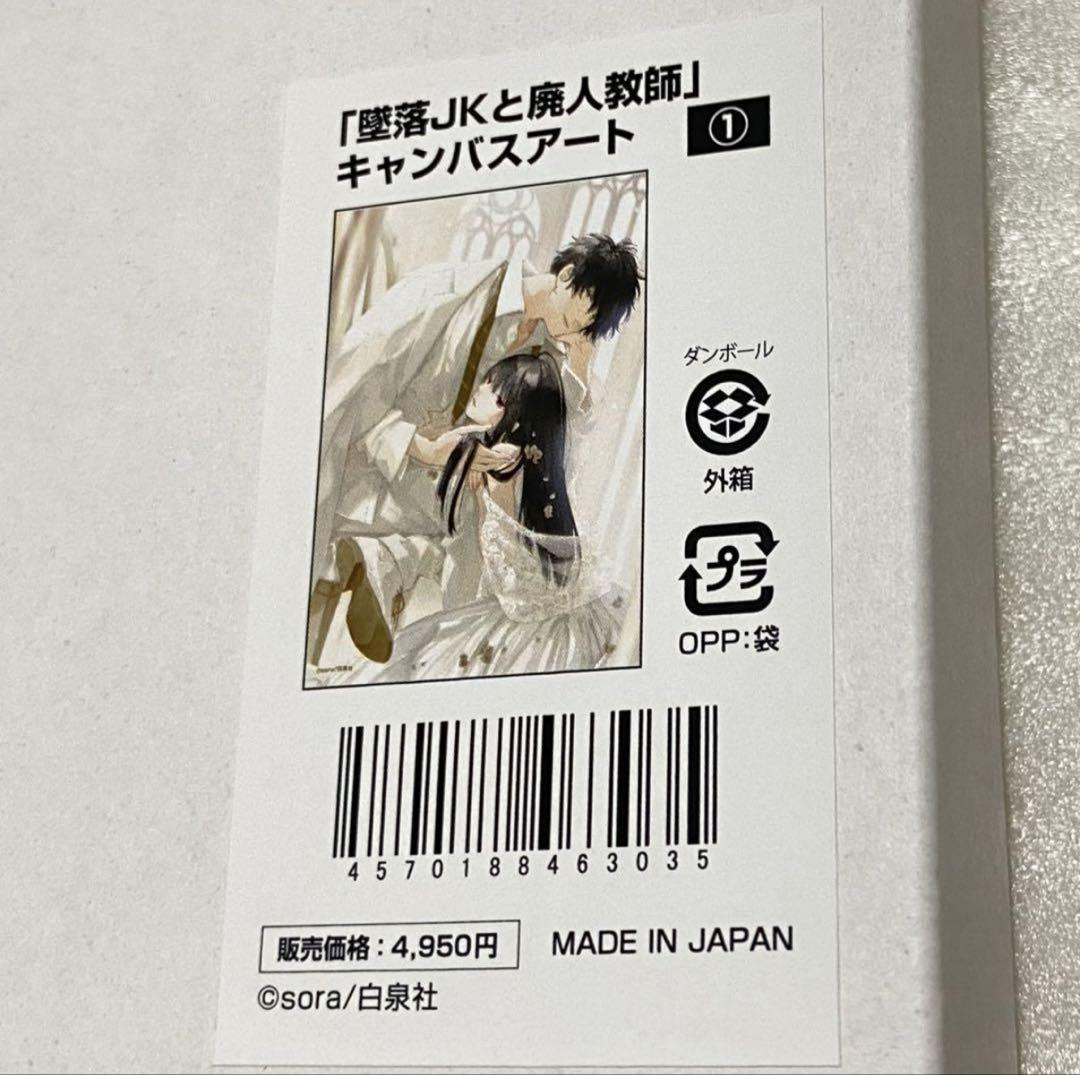 「墜落JKと廃人教師」
キャンバスアート
①
ダンボール
外箱
プラ
OPP:袋
4570188463035
販売価格:4,950円
MADE IN JAPAN
©sora/白泉社